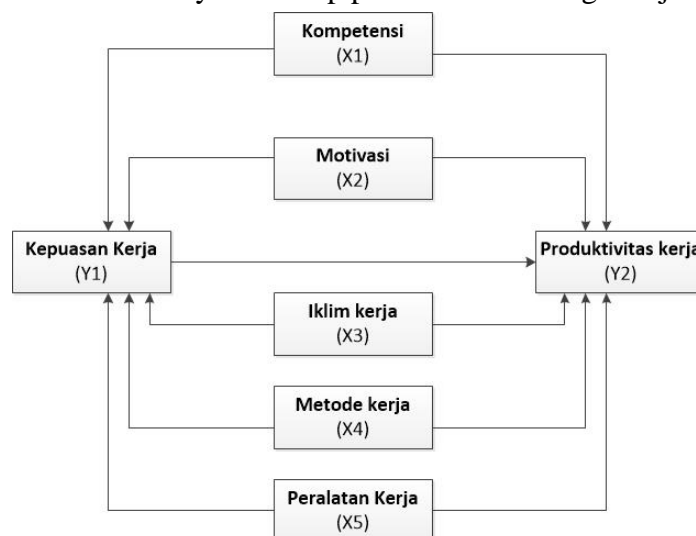 Kompetensi
(X1)
Motivasi
(X2)
Kepuasan Kerja
(Y1)
Produktivitas kerja
(Y2)
Iklim kerja
(X3)
Metode kerja
(X4)
Peralatan Kerja
(X5)